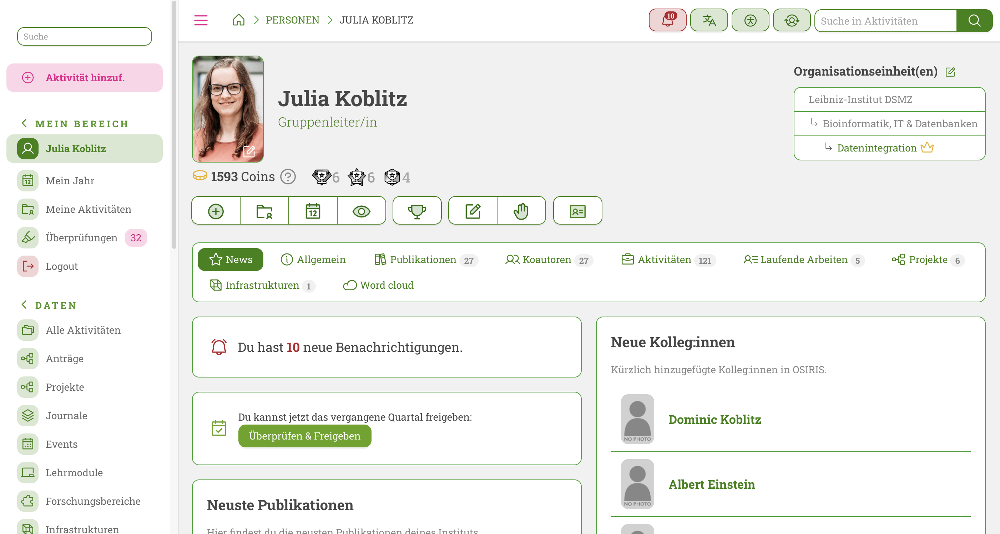 Suche
Aktivität hinzuf.
MEIN BEREICH
Julia Koblitz
12
Mein Jahr
Meine Aktivitäten
Überprüfungen 32
Logout
DATEN
Alle Aktivitäten
Anträge
Projekte
Journale
Events
Lehrmodule
Forschungsbereiche
Infrastrukturen
PERSONEN
JULIA KOBLITZ
10
Suche in Aktivitäten
Julia Koblitz
Gruppenleiter/in
Organisationseinheit(en)
Leibniz-Institut DSMZ
Bioinformatik, IT & Datenbanken
Datenintegration
1593 Coins ? 6 6 4
12
News Allgemein Publikationen 27 Koautoren 27 Aktivitäten 121 Laufende Arbeiten 5 Projekte 6
Infrastrukturen 1 Word cloud
Du hast 10 neue Benachrichtigungen.
Du kannst jetzt das vergangene Quartal freigeben:
Überprüfen & Freigeben
Neuste Publikationen
Hier findest du die neusten Publikationen deines Instituts
Neue Kolleg:innen
Kürzlich hinzugefügte Kolleg:innen in OSIRIS.
NO PHOTO
Dominic Koblitz
NO PHOTO
Albert Einstein